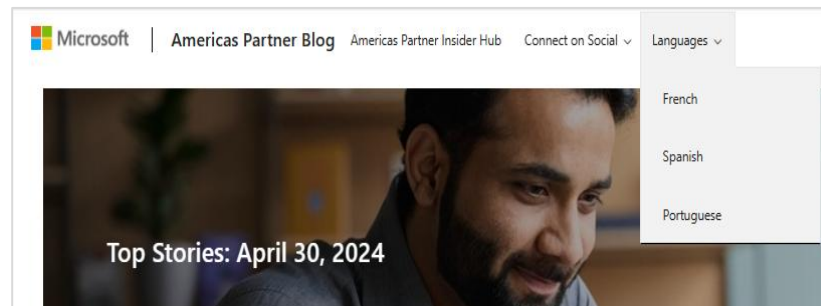 Microsoft Americas Partner Blog Americas Partner Insider Hub Connect on Social Languages
French
Spanish
Portuguese
Top Stories: April 30, 2024